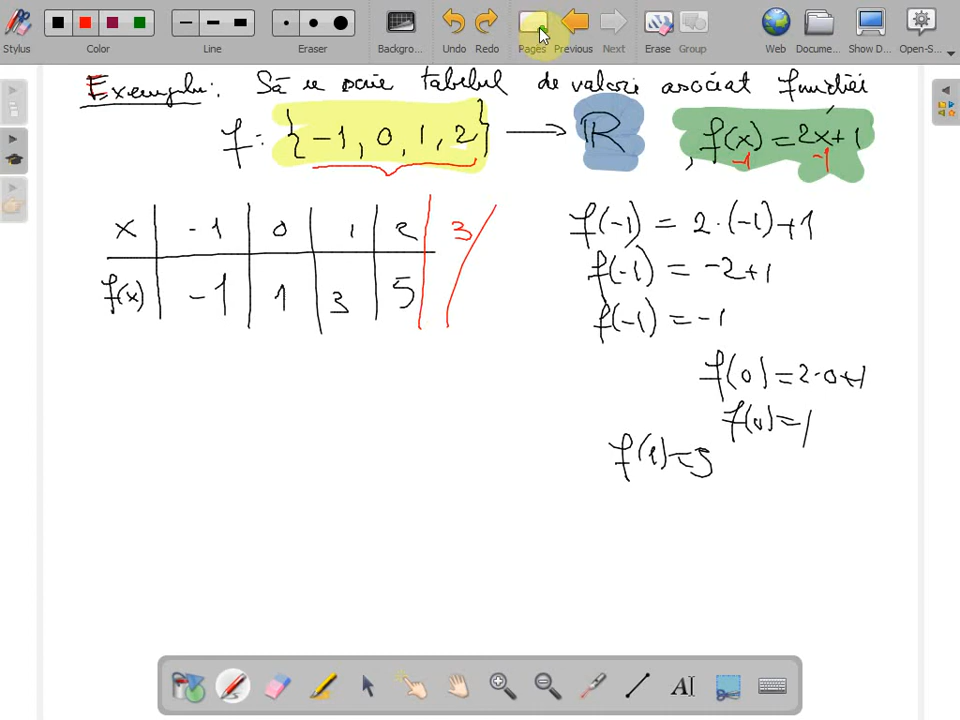 Stylus Color Line Eraser Backgro... Undo Redo Pages Previous Next Erase Group Web Docume... Show D... Open-S...
Exemplu: Să se scrie tabelul de valori asociat funcției
f: {-1, 0, 1, 2} → ℝ, f(x) = 2x+1
-1 -1
x | -1 | 0 | 1 | 2 | 3
f(x) | -1 | 1 | 3 | 5
f(-1) = 2·(-1)+1
f(-1) = -2+1
f(-1) = -1
f(0) = 2·0+1
f(0) = 1